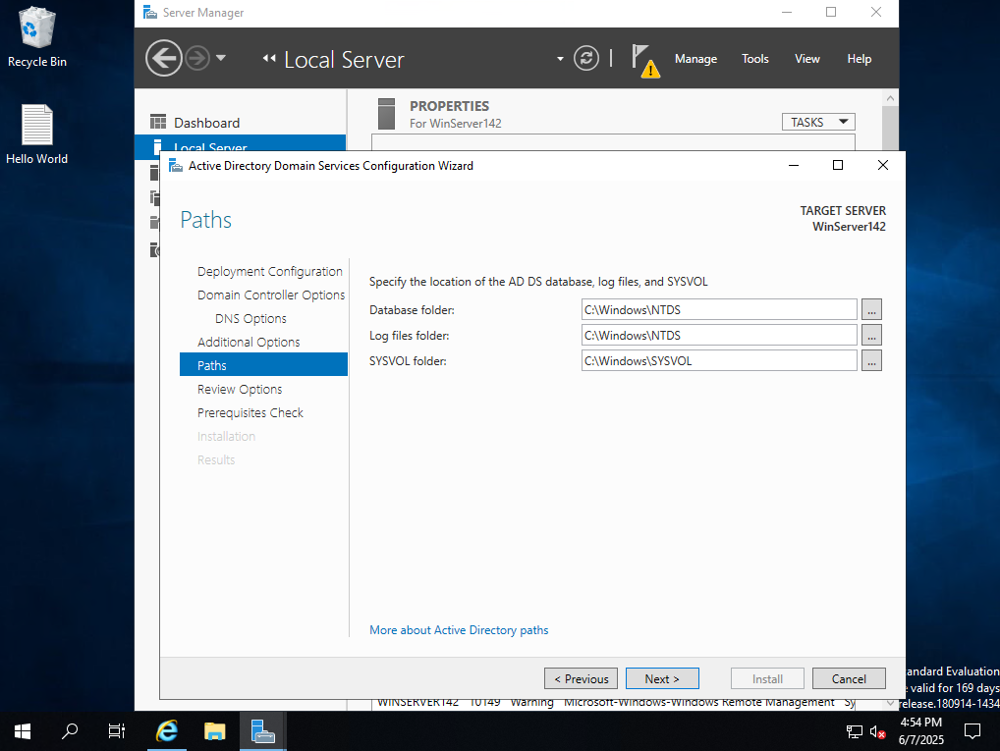 Recycle Bin
Hello World
Server Manager
Local Server
Manage Tools View Help
Dashboard
Local Server
PROPERTIES
For WinServer142
TASKS
Active Directory Domain Services Configuration Wizard
Paths
TARGET SERVER
WinServer142
Deployment Configuration
Domain Controller Options
DNS Options
Additional Options
Paths
Review Options
Prerequisites Check
Installation
Results
Specify the location of the AD DS database, log files, and SYSVOL
Database folder: C:\Windows\NTDS ...
Log files folder: C:\Windows\NTDS ...
SYSVOL folder: C:\Windows\SYSVOL ...
More about Active Directory paths
< Previous Next > Install Cancel
WINSERVER142 10149 Warning Microsoft-Windows-Windows Remote Management Sy
tandard Evaluation
valid for 169 days
release.180914-1434
4:54 PM
6/7/2025